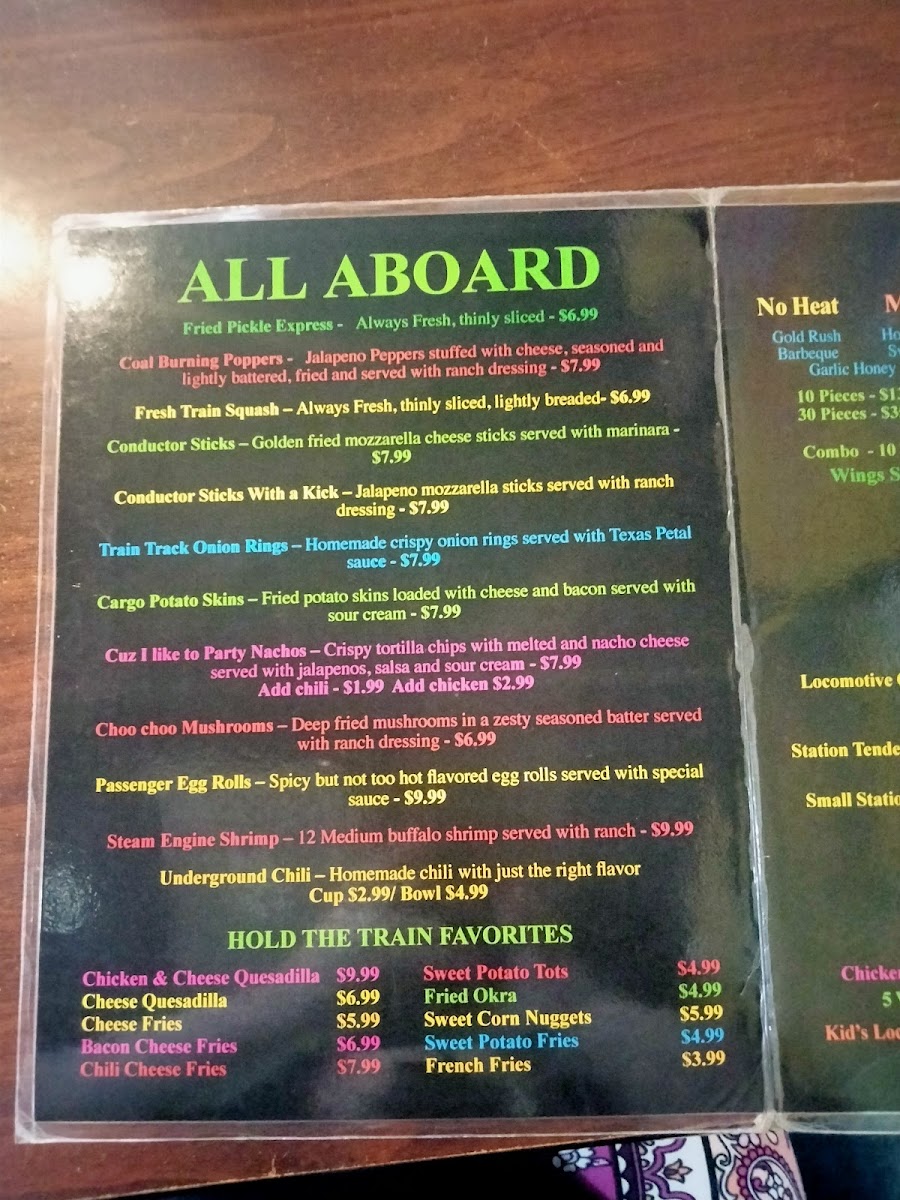 ALL ABOARD
Fried Pickle Express - Always Fresh, thinly sliced - $6.99
Coal Burning Poppers - Jalapeno Peppers stuffed with cheese, seasoned and
lightly battered, fried and served with ranch dressing - $7.99
Fresh Train Squash – Always Fresh, thinly sliced, lightly breaded- $6.99
Conductor Sticks – Golden fried mozzarella cheese sticks served with marinara -
$7.99
Conductor Sticks With a Kick – Jalapeno mozzarella sticks served with ranch
dressing - $7.99
Train Track Onion Rings – Homemade crispy onion rings served with Texas Petal
sauce - $7.99
Cargo Potato Skins – Fried potato skins loaded with cheese and bacon served with
sour cream - $7.99
Cuz I like to Party Nachos – Crispy tortilla chips with melted and nacho cheese
served with jalapenos, salsa and sour cream - $7.99
Add chili - $1.99 Add chicken $2.99
Choo choo Mushrooms – Deep fried mushrooms in a zesty seasoned batter served
with ranch dressing - $6.99
Passenger Egg Rolls – Spicy but not too hot flavored egg rolls served with special
sauce - $9.99
Steam Engine Shrimp – 12 Medium buffalo shrimp served with ranch - $9.99
Underground Chili – Homemade chili with just the right flavor
Cup $2.99/ Bowl $4.99
HOLD THE TRAIN FAVORITES
Chicken & Cheese Quesadilla $9.99
Cheese Quesadilla $6.99
Cheese Fries $5.99
Bacon Cheese Fries $6.99
Chili Cheese Fries $7.99
Sweet Potato Tots $4.99
Fried Okra $4.99
Sweet Corn Nuggets $5.99
Sweet Potato Fries $4.99
French Fries $3.99
No Heat
Gold Rush
Barbeque
Garlic Honey
10 Pieces -
30 Pieces -
Combo - 10
Wings
Locomotive
Station
Small
5
Kid's